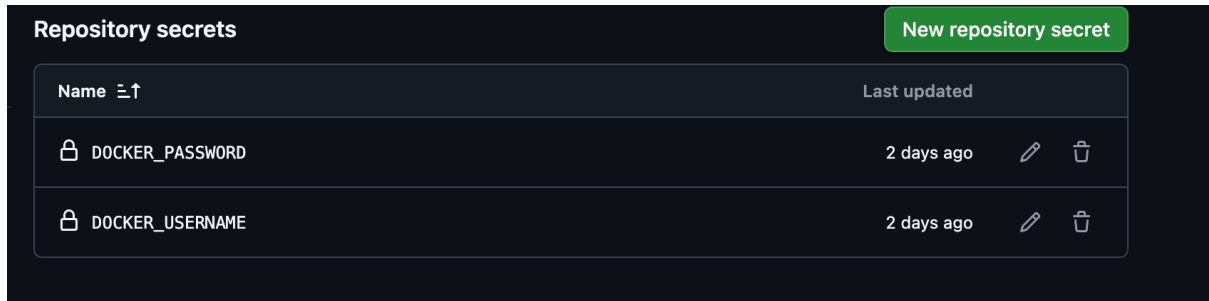 Repository secrets New repository secret
Name Last updated
DOCKER_PASSWORD 2 days ago
DOCKER_USERNAME 2 days ago